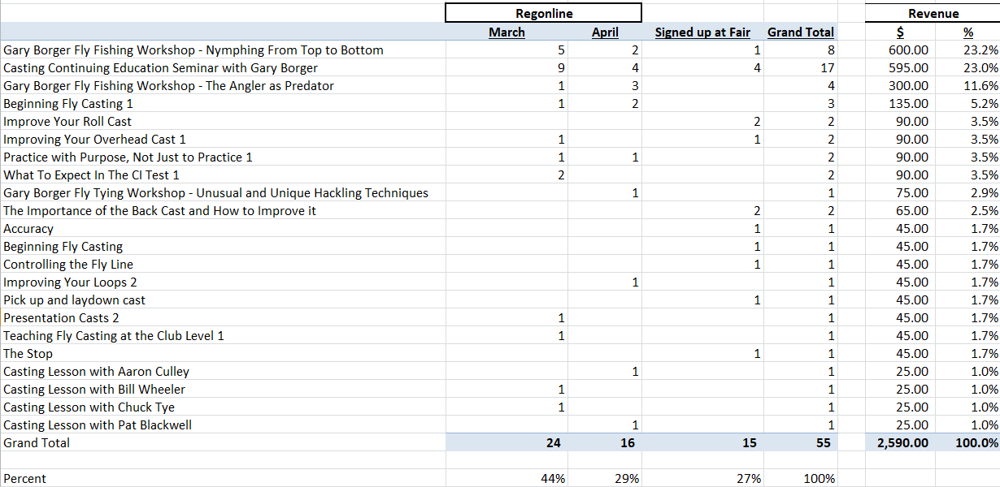 Regonline Revenue
March April Signed up at Fair Grand Total $ %
Gary Borger Fly Fishing Workshop - Nymphing From Top to Bottom 5 2 1 8 600.00 23.2%
Casting Continuing Education Seminar with Gary Borger 9 4 4 17 595.00 23.0%
Gary Borger Fly Fishing Workshop - The Angler as Predator 1 3 4 300.00 11.6%
Beginning Fly Casting 1 1 2 3 135.00 5.2%
Improve Your Roll Cast 2 2 90.00 3.5%
Improving Your Overhead Cast 1 1 1 2 90.00 3.5%
Practice with Purpose, Not Just to Practice 1 1 1 2 90.00 3.5%
What To Expect In The CI Test 1 2 2 90.00 3.5%
Gary Borger Fly Tying Workshop - Unusual and Unique Hackling Techniques 1 1 75.00 2.9%
The Importance of the Back Cast and How to Improve it 2 2 65.00 2.5%
Accuracy 1 1 45.00 1.7%
Beginning Fly Casting 1 1 45.00 1.7%
Controlling the Fly Line 1 1 45.00 1.7%
Improving Your Loops 2 1 1 45.00 1.7%
Pick up and laydown cast 1 1 45.00 1.7%
Presentation Casts 2 1 1 45.00 1.7%
Teaching Fly Casting at the Club Level 1 1 1 45.00 1.7%
The Stop 1 1 45.00 1.7%
Casting Lesson with Aaron Culley 1 1 25.00 1.0%
Casting Lesson with Bill Wheeler 1 1 25.00 1.0%
Casting Lesson with Chuck Tye 1 1 25.00 1.0%
Casting Lesson with Pat Blackwell 1 1 25.00 1.0%
Grand Total 24 16 15 55 2,590.00 100.0%
Percent 44% 29% 27% 100%